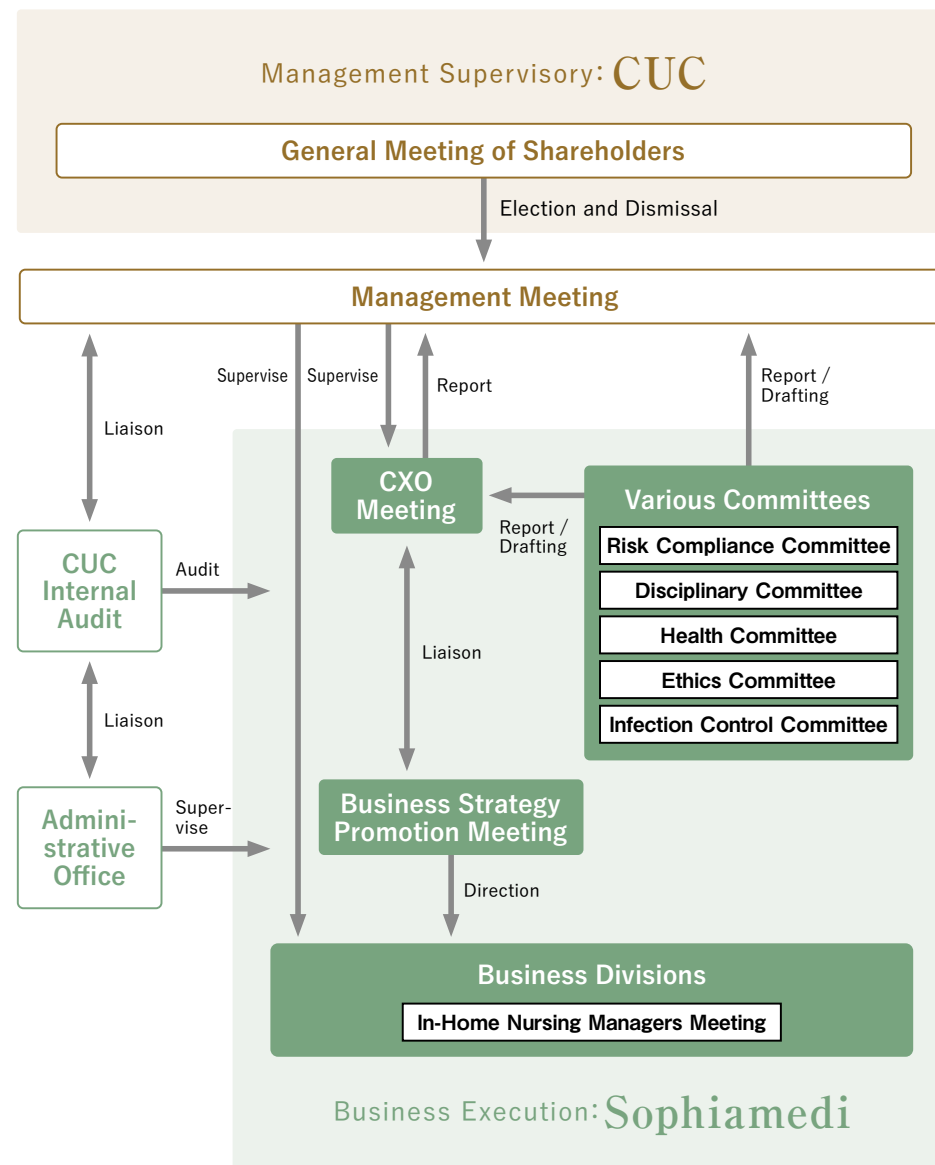 Management Supervisory: CUC
General Meeting of Shareholders
Election and Dismissal
Management Meeting
Supervise
Supervise
Report
Report /
Drafting
Liaison
CXO
Meeting
Report /
Drafting
Various Committees
Risk Compliance Committee
Disciplinary Committee
Health Committee
Ethics Committee
Infection Control Committee
CUC
Internal
Audit
Audit
Liaison
Liaison
Admini-
strative
Office
Super-
vise
Business Strategy
Promotion Meeting
Direction
Business Divisions
In-Home Nursing Managers Meeting
Business Execution: Sophiamedi